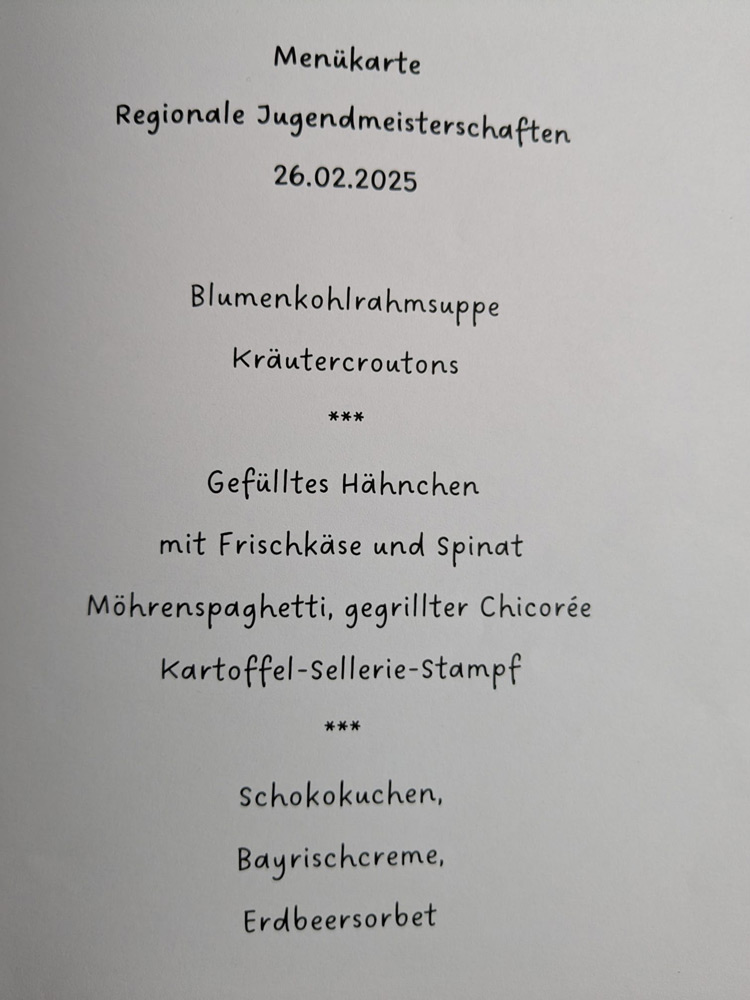 Menükarte
Regionale Jugendmeisterschaften
26.02.2025
Blumenkohlrahmsuppe
Kräutercroutons
***
Gefülltes Hähnchen
mit Frischkäse und Spinat
Möhrenspaghetti, gegrillter Chicorée
Kartoffel-Sellerie-Stampf
***
Schokokuchen,
Bayrischcreme,
Erdbeersorbet